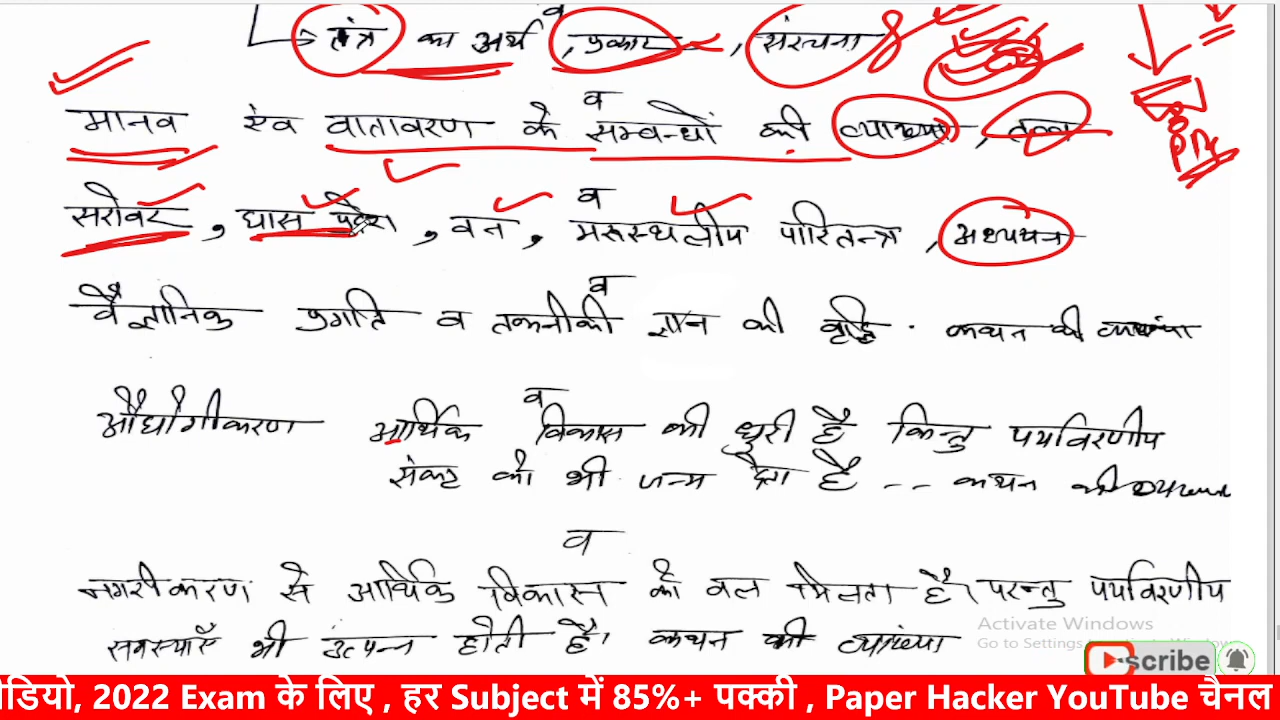 व
तंत्र का अर्थ, प्रकार, संरचना
व
मानव एंव वातावरण के सम्बन्धों की व्याख्या, तत्व
व
सरोवर, घास प्रदेश, वन, मरूस्थलीय पारितन्त्र, अध्ययन
व
वैज्ञानिक प्रगति व तकनीकी ज्ञान की वृद्धि. कथन की व्याख्या
व
औद्योगीकरण आर्थिक विकास की धुरी है किन्तु पर्यावरणीय
संकट को भी जन्म देता है -- कथन की व्याख्या
व
नगरीकरण से आर्थिक विकास को बल मिलता है। परन्तु पर्यावरणीय
समस्याएँ भी उत्पन्न होती है। कथन की व्याख्या
Activate Windows
Go to Settings
scribe
ीडियो, 2022 Exam के लिए , हर Subject में 85%+ पक्की , Paper Hacker YouTube चैनल